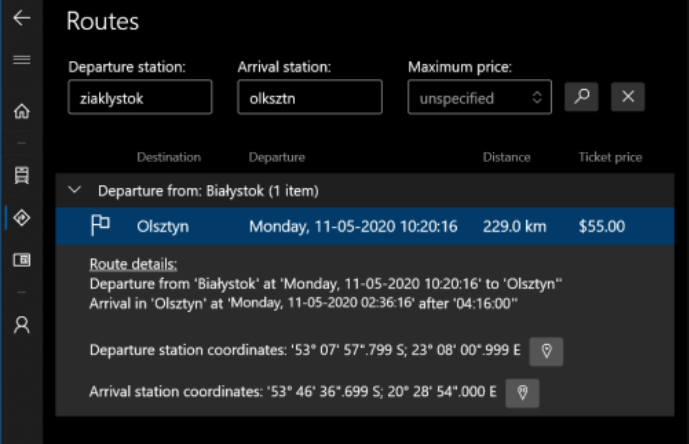 Routes
Departure station: Arrival station: Maximum price:
ziaklystok olksztn unspecified
Destination Departure Distance Ticket price
Departure from: Białystok (1 item)
Olsztyn Monday, 11-05-2020 10:20:16 229.0 km $55.00
Route details:
Departure from 'Białystok' at 'Monday, 11-05-2020 10:20:16' to 'Olsztyn"
Arrival in 'Olsztyn' at 'Monday, 11-05-2020 02:36:16' after '04:16:00"
Departure station coordinates: '53° 07' 57".799 S; 23° 08' 00".999 E
Arrival station coordinates: '53° 46' 36".699 S; 20° 28' 54".000 E